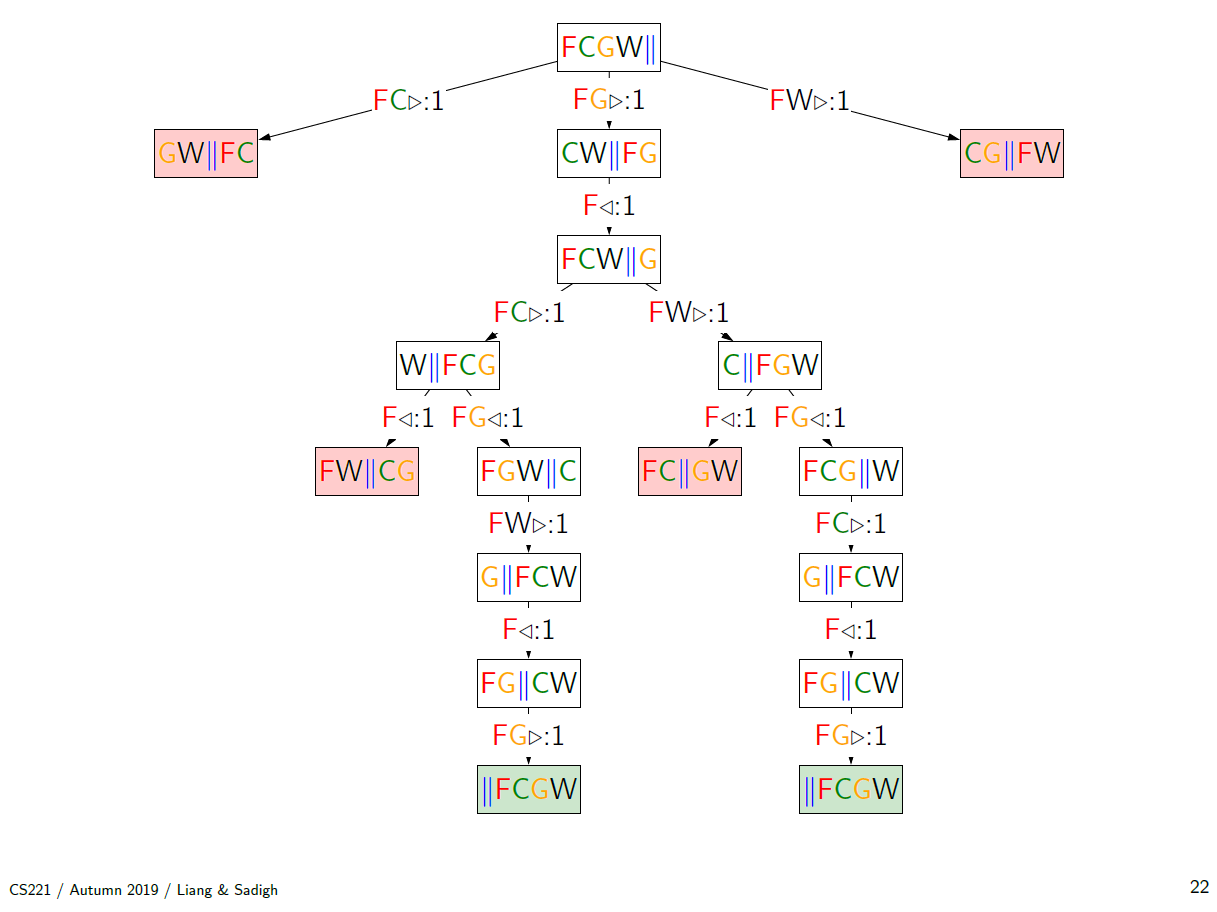 FCGW‖
FC▷:1 FG▷:1 FW▷:1
GW‖FC CW‖FG CG‖FW
F◁:1
FCW‖G
FC▷:1 FW▷:1
W‖FCG C‖FGW
F◁:1 FG◁:1 F◁:1 FG◁:1
FW‖CG FGW‖C FC‖GW FCG‖W
FW▷:1 FC▷:1
G‖FCW G‖FCW
F◁:1 F◁:1
FG‖CW FG‖CW
FG▷:1 FG▷:1
‖FCGW ‖FCGW
CS221 / Autumn 2019 / Liang & Sadigh 22